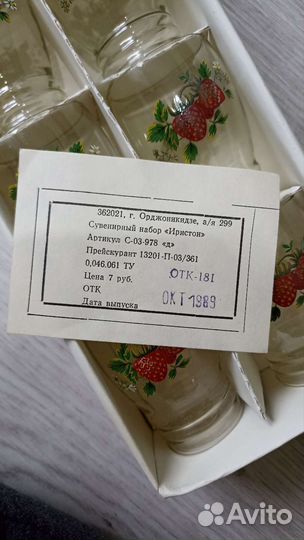 362021, г. Орджоникидзе, а/я 299
Сувенирный набор «Иристон»
Артикул С-03-978 «д»
Прейскурант 13201-П-03/361
0,046.061 ТУ
Цена 7 руб. ОТК-181
ОТК
Дата выпуска ОКТ 1989
Avito